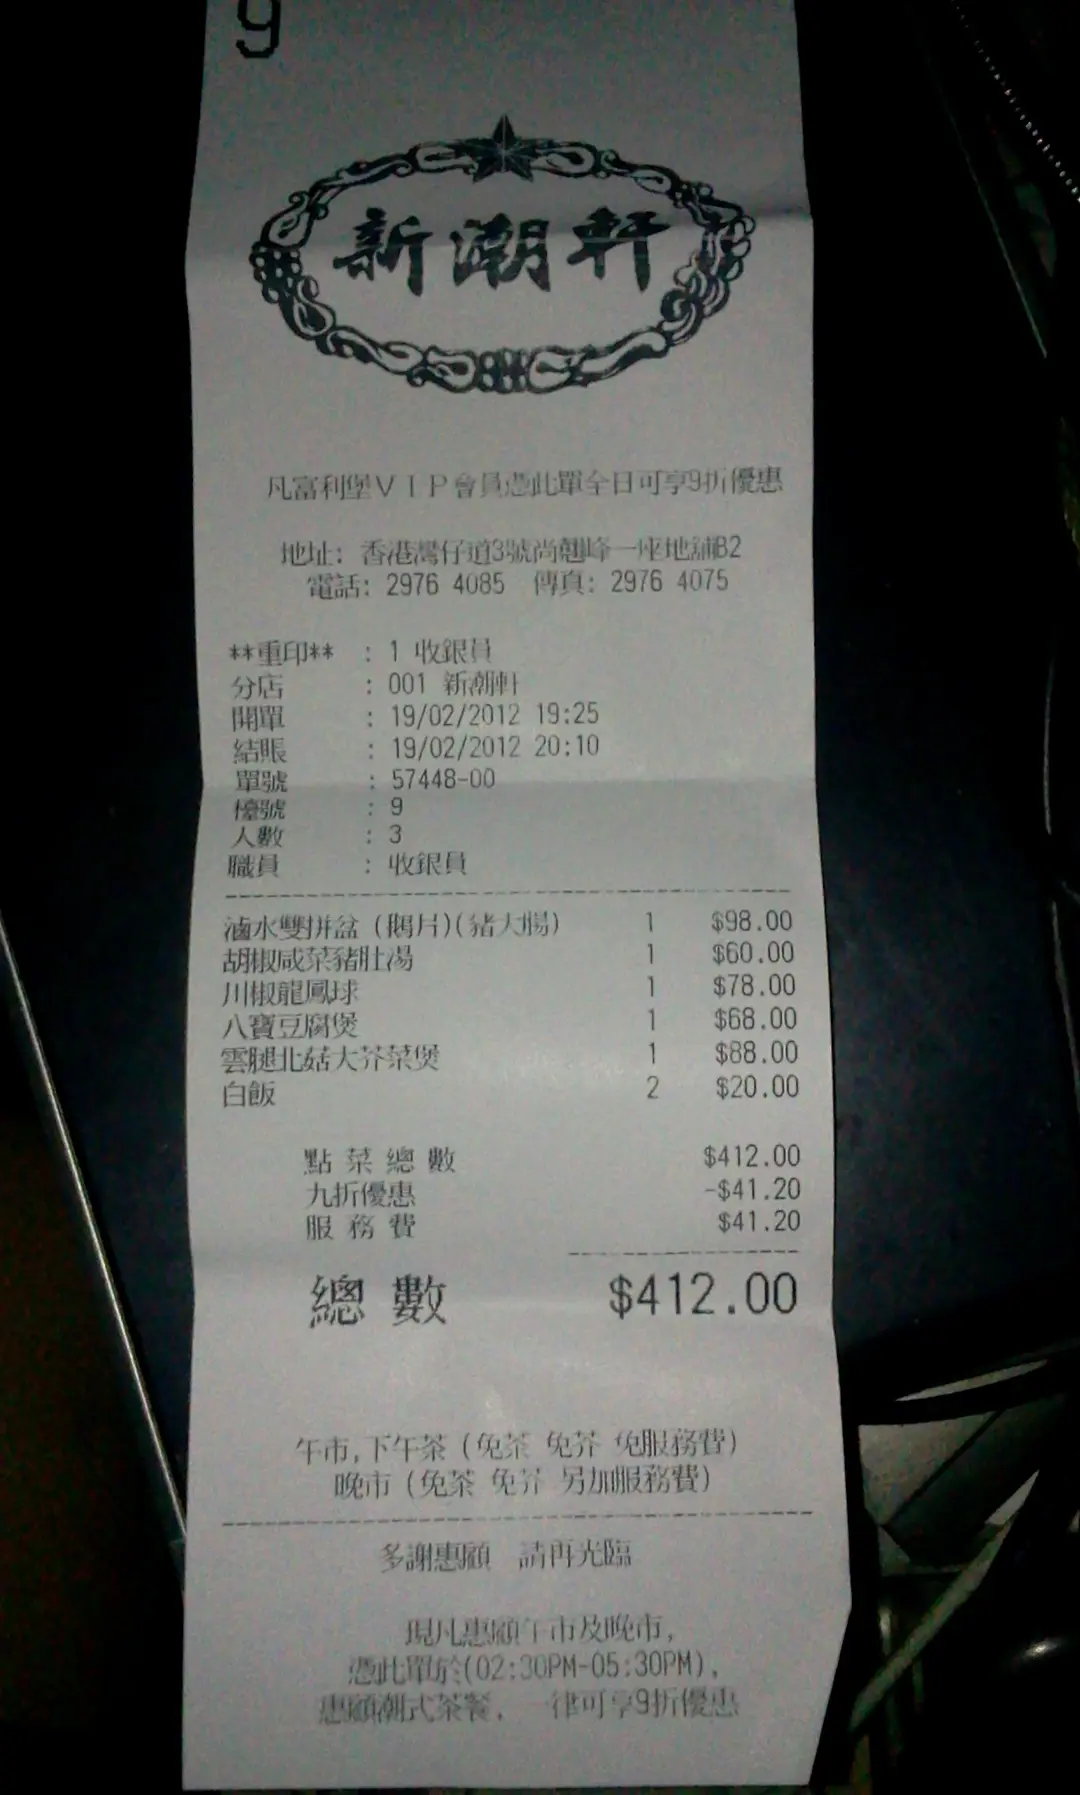 9
新潮軒
凡富利堡ＶＩＰ會員憑此單全日可享9折優惠
地址: 香港灣仔道3號尚翹峰一座地舖B2
電話: 2976 4085 傳真: 2976 4075
**重印** : 1 收銀員
分店 : 001 新潮軒
開單 : 19/02/2012 19:25
結賬 : 19/02/2012 20:10
單號 : 57448-00
檯號 : 9
人數 : 3
職員 : 收銀員
滷水雙拼盆 (鵝片)(豬大腸) 1 $98.00
胡椒咸菜豬肚湯 1 $60.00
川椒龍鳳球 1 $78.00
八寶豆腐煲 1 $68.00
雲腿北菇大芥菜煲 1 $88.00
白飯 2 $20.00
點菜總數 $412.00
九折優惠 -$41.20
服務費 $41.20
總數 $412.00
午市,下午茶 (免茶 免芥 免服務費)
晚市 (免茶 免芥 另加服務費)
多謝惠顧 請再光臨
現凡惠顧午市及晚市,
憑此單於(02:30PM-05:30PM),
惠顧潮式茶餐, 一律可享9折優惠